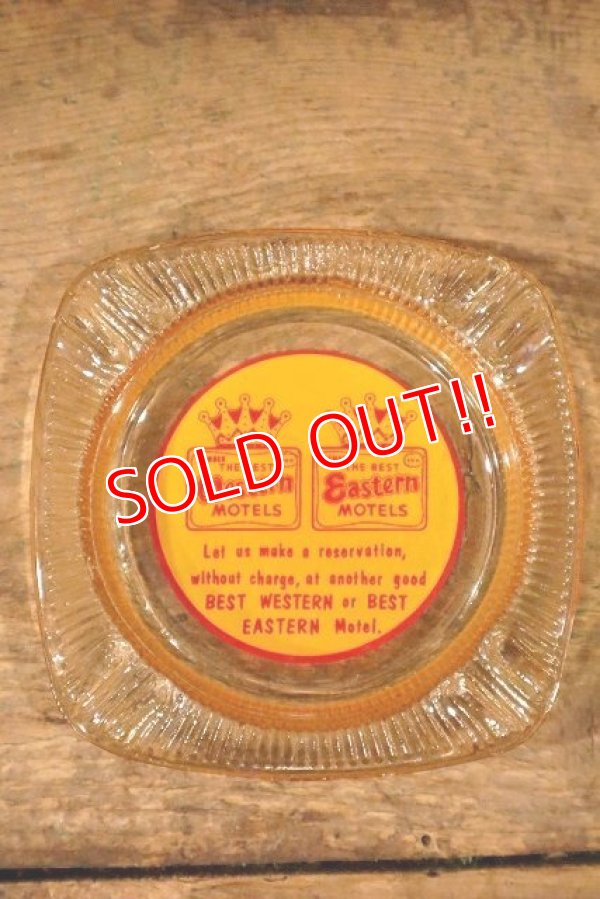 SOLD OUT!!
THE BEST
Western
MOTELS
THE BEST
Eastern
MOTELS
Let us make a reservation,
without charge, at another good
BEST WESTERN or BEST
EASTERN Motel.